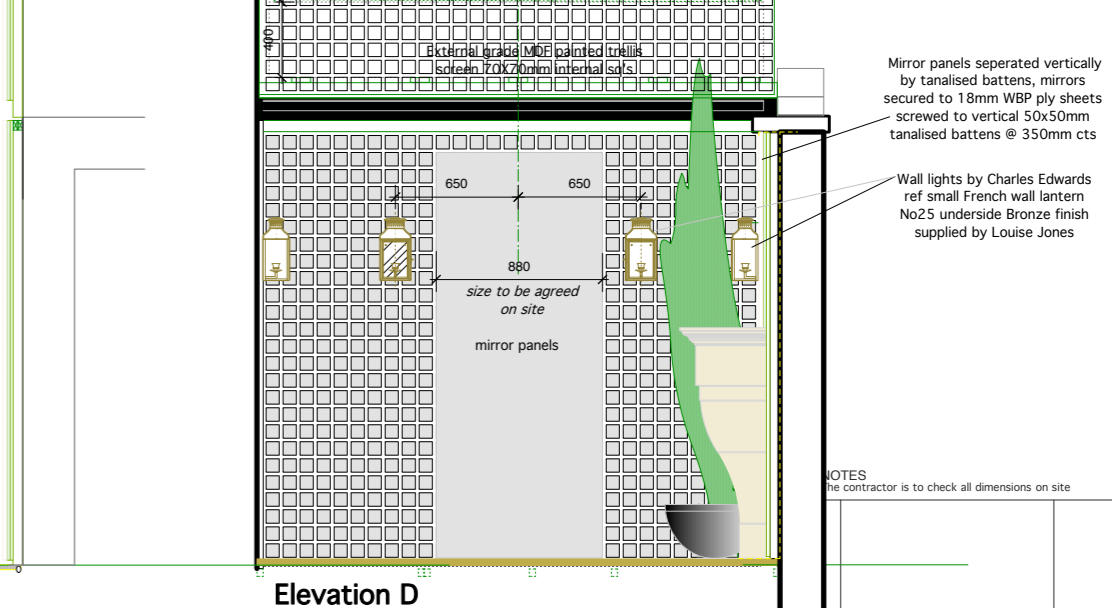 400
External grade MDF painted trellis
screen 70X70mm internal sq's
Mirror panels seperated vertically
by tanalised battens, mirrors
secured to 18mm WBP ply sheets
screwed to vertical 50x50mm
tanalised battens @ 350mm cts
650
650
Wall lights by Charles Edwards
ref small French wall lantern
No25 underside Bronze finish
supplied by Louise Jones
880
size to be agreed
on site
mirror panels
NOTES
The contractor is to check all dimensions on site
0
Elevation D